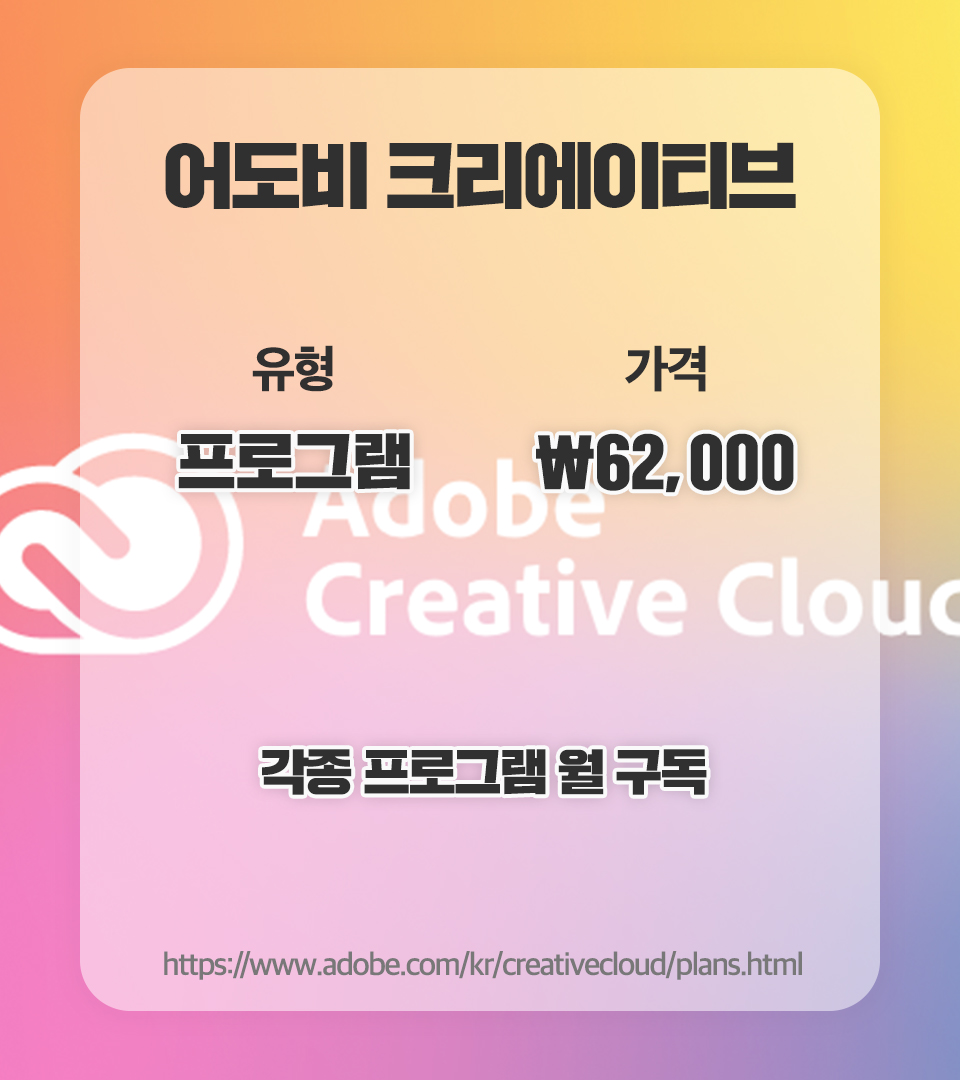 어도비 크리에이티브
유형
가격
프로그램
₩62,000
Adobe
Creative Cloud
각종 프로그램 월 구독
https://www.adobe.com/kr/creativecloud/plans.html